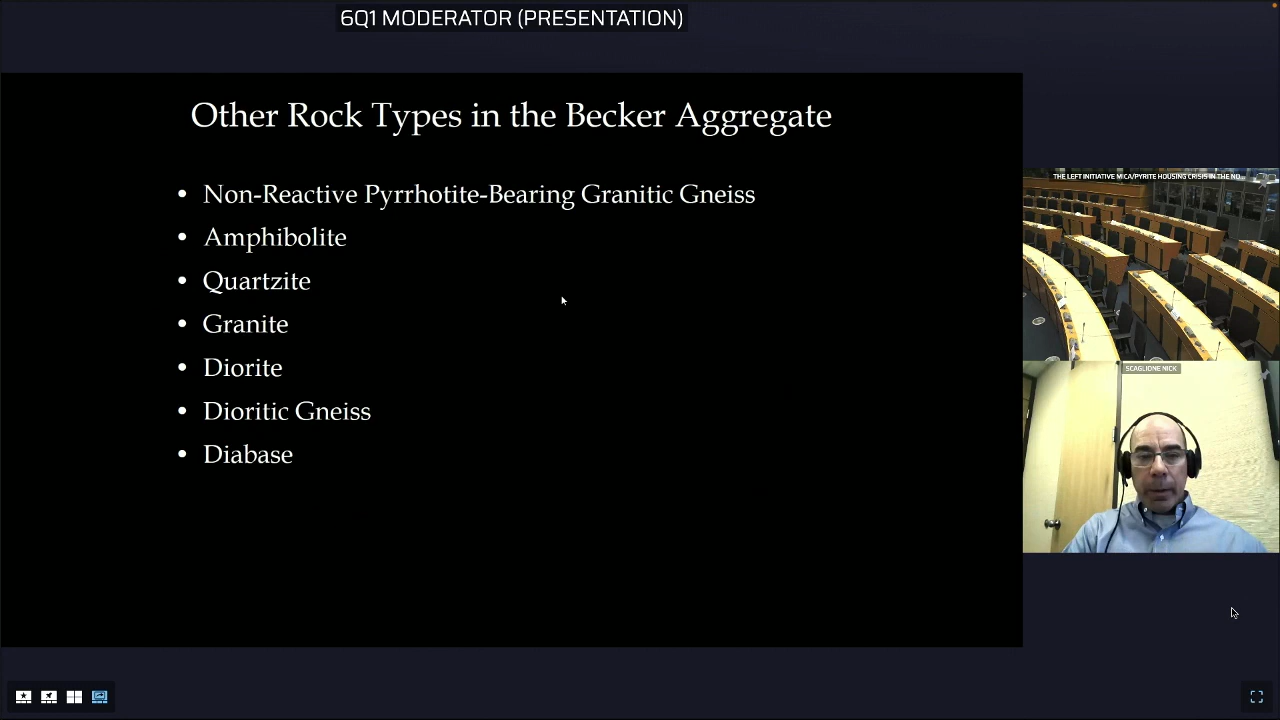 6Q1 MODERATOR (PRESENTATION)
Other Rock Types in the Becker Aggregate
• Non-Reactive Pyrrhotite-Bearing Granitic Gneiss
• Amphibolite
• Quartzite
• Granite
• Diorite
• Dioritic Gneiss
• Diabase
THE LEFT INITIATIVE MICA/PYRITE HOUSING CRISIS IN THE NO...
SCAGLIONE NICK